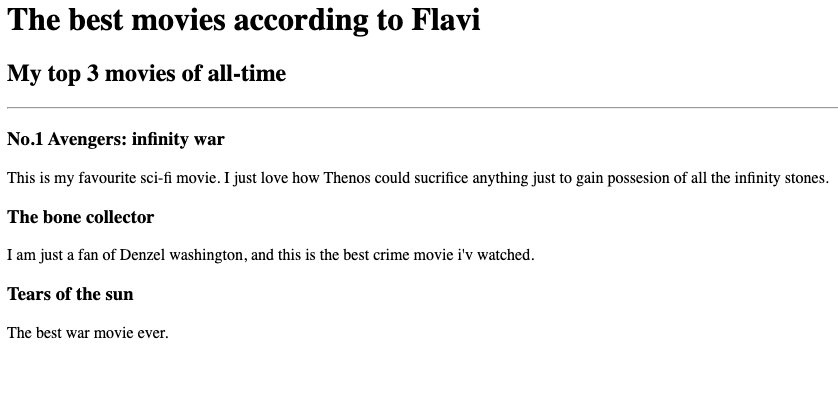 The best movies according to Flavi
My top 3 movies of all-time
No.1 Avengers: infinity war
This is my favourite sci-fi movie. I just love how Thenos could sucrifice anything just to gain possesion of all the infinity stones.
The bone collector
I am just a fan of Denzel washington, and this is the best crime movie i'v watched.
Tears of the sun
The best war movie ever.